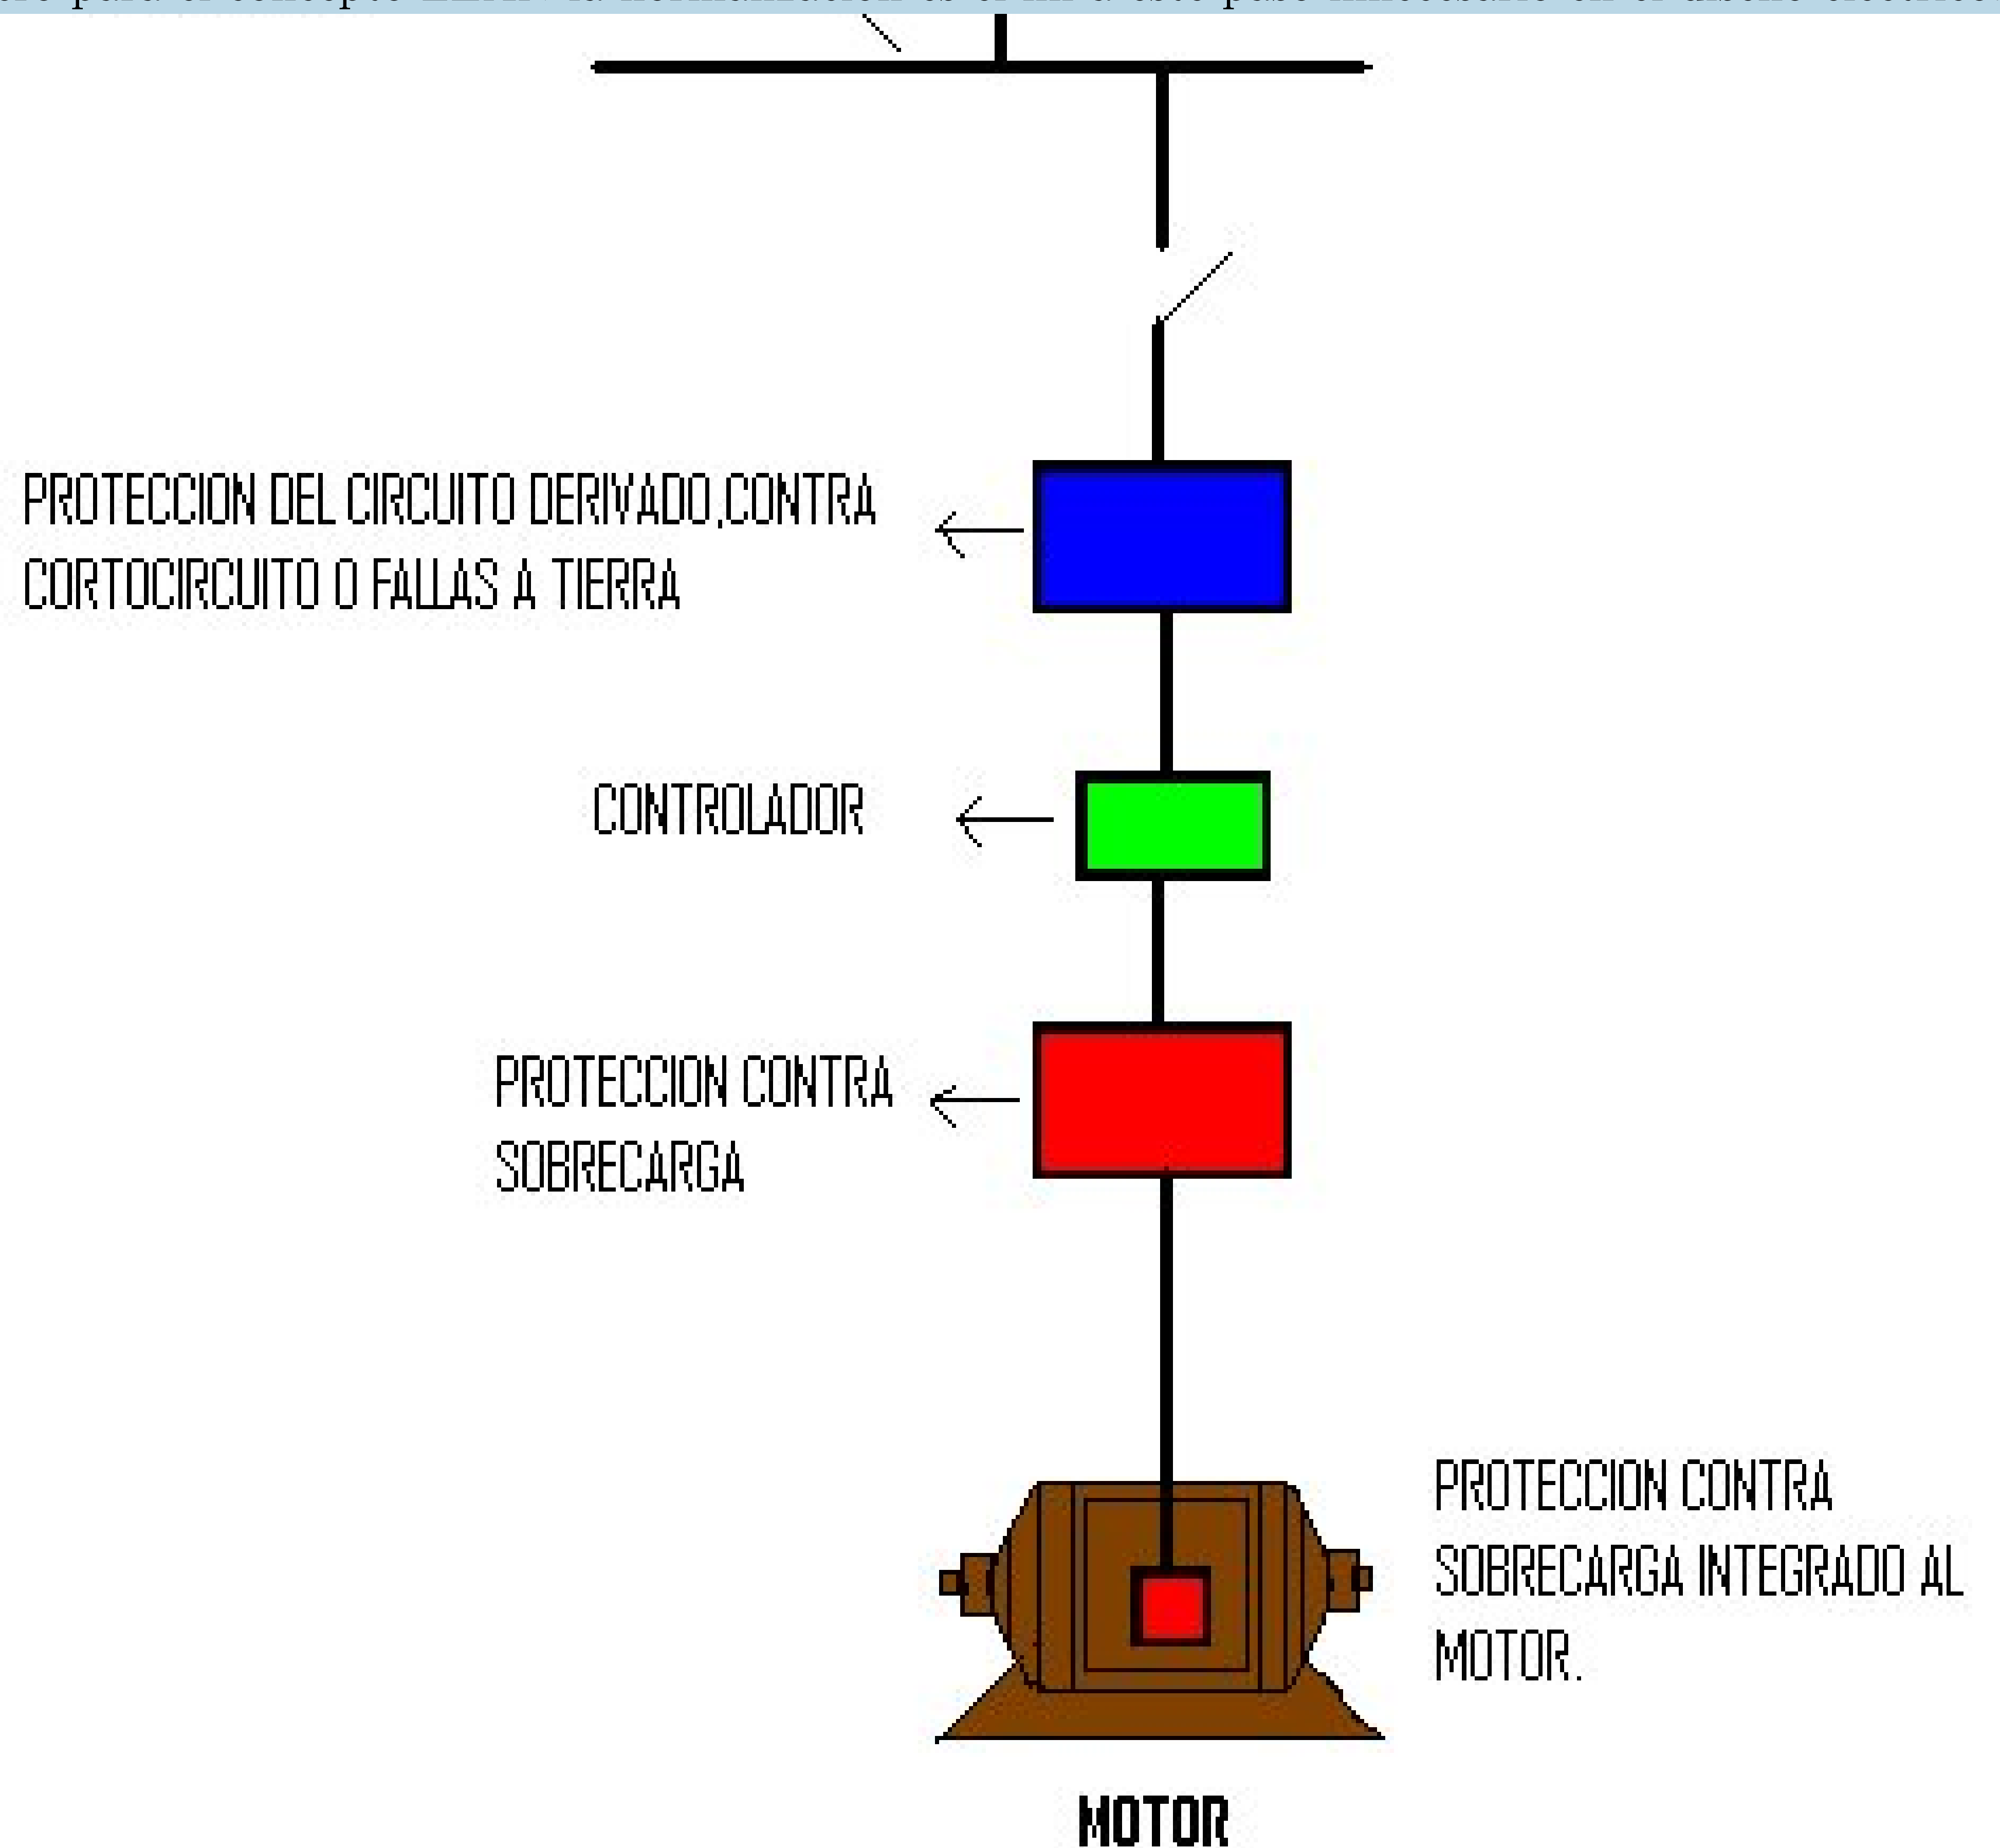 PROTECCION DEL CIRCUITO DERIVADO,CONTRA
CORTOCIRCUITO O FALLAS A TIERRA
CONTROLADOR
PROTECCION CONTRA
SOBRECARGA
PROTECCION CONTRA
SOBRECARGA INTEGRADO AL
MOTOR.
MOTOR